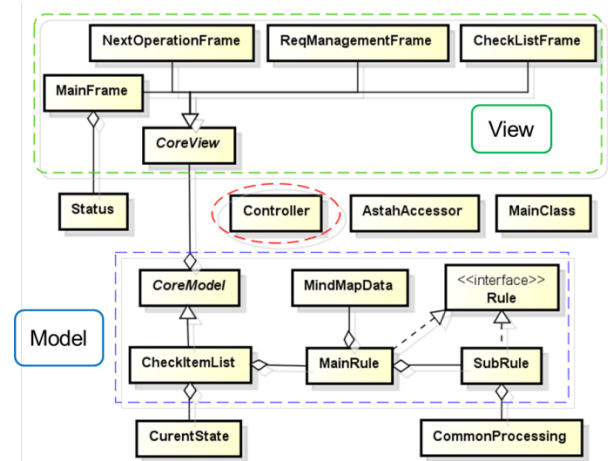 NextOperationFrame
ReqManagementFrame
CheckListFrame
MainFrame
View
CoreView
Status
Controller
AstahAccessor
MainClass
CoreModel
MindMapData
<<interface>>
Rule
Model
CheckItemList
MainRule
SubRule
CurentState
CommonProcessing